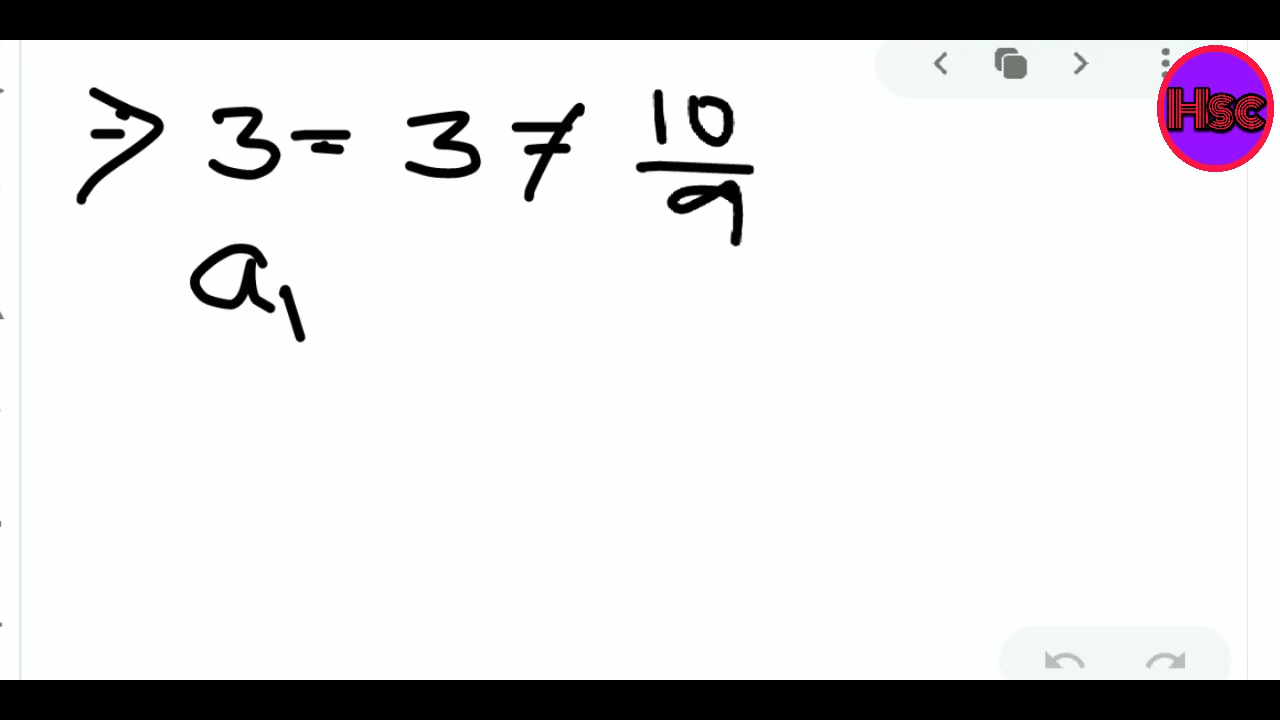 ⇒ 3 = 3 ≠ 10/9
a₁
Hsc